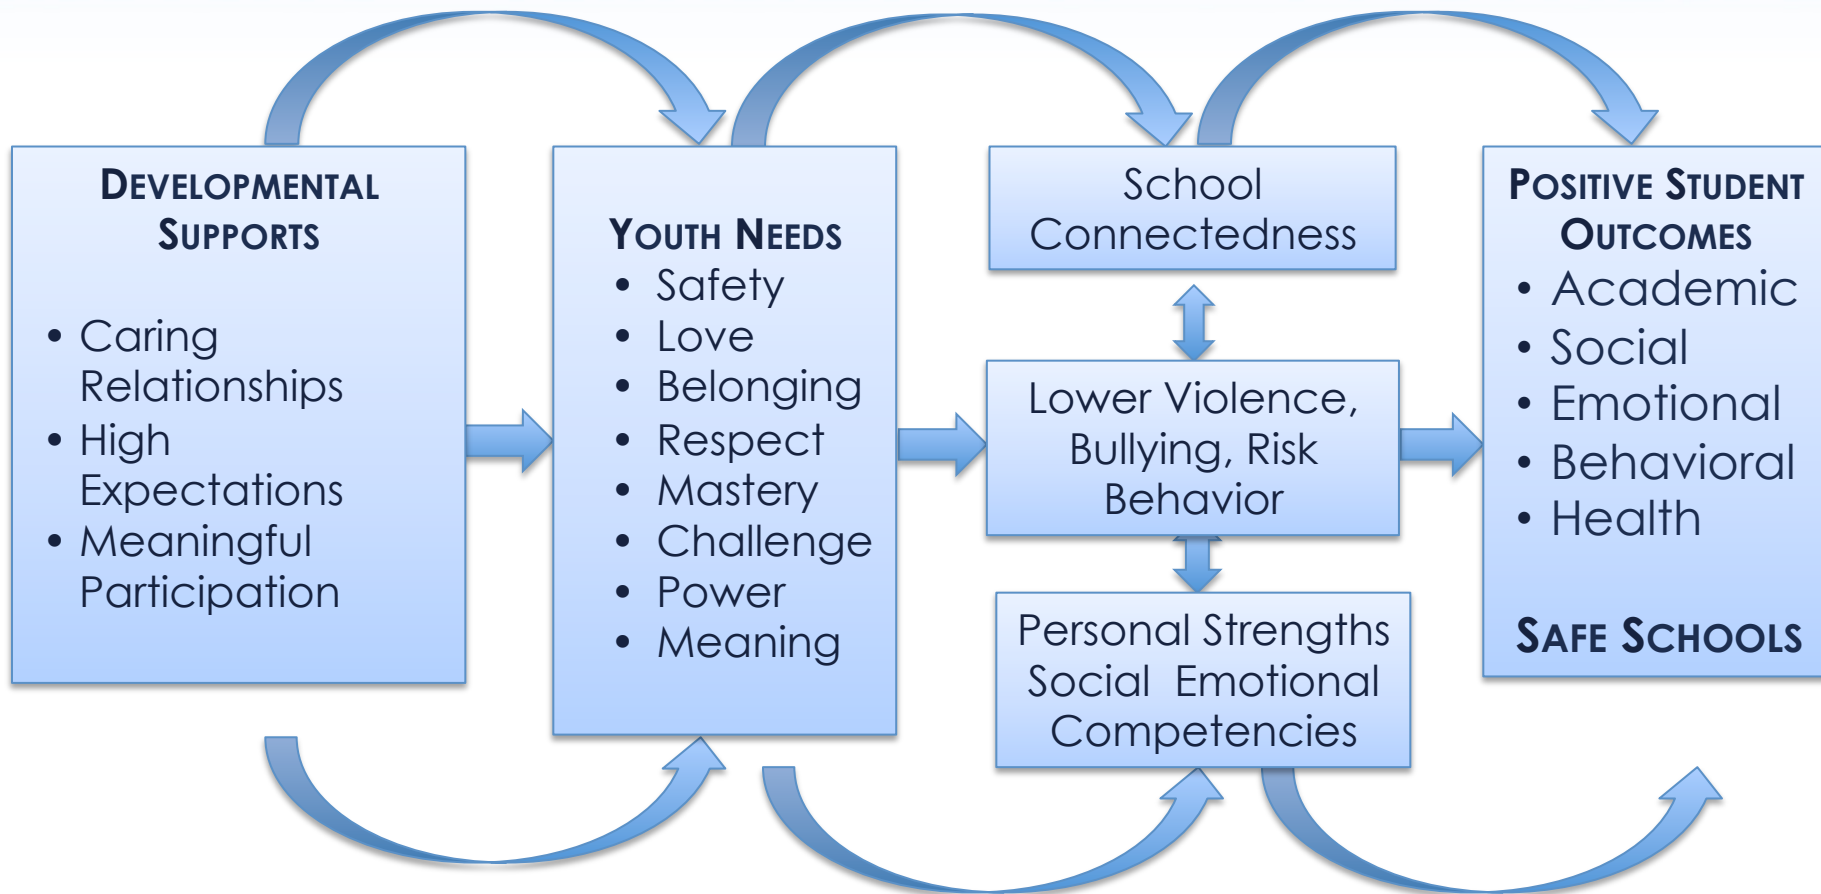 DEVELOPMENTAL
SUPPORTS
• Caring
Relationships
• High
Expectations
• Meaningful
Participation
YOUTH NEEDS
• Safety
• Love
• Belonging
• Respect
• Mastery
• Challenge
• Power
• Meaning
School
Connectedness
Lower Violence,
Bullying, Risk
Behavior
Personal Strengths
Social Emotional
Competencies
POSITIVE STUDENT
OUTCOMES
• Academic
• Social
• Emotional
• Behavioral
• Health
SAFE SCHOOLS